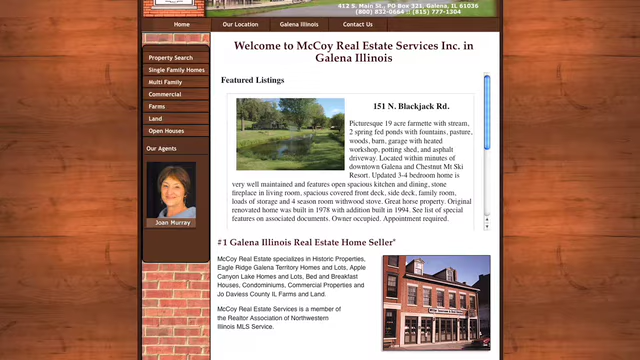 412 S. Main St., PO Box 321, Galena, IL 61036
(800) 832-0664 :: (815) 777-1304
Home
Our Location
Galena Illinois
Contact Us
Property Search
Single Family Homes
Multi Family
Commercial
Farms
Land
Open Houses
Our Agents
Joan Murray
Welcome to McCoy Real Estate Services Inc. in
Galena Illinois
Featured Listings
151 N. Blackjack Rd.
Picturesque 19 acre farmette with stream,
2 spring fed ponds with fountains, pasture,
woods, barn, garage with heated
workshop, potting shed, and asphalt
driveway. Located within minutes of
downtown Galena and Chestnut Mt Ski
Resort. Updated 3-4 bedroom home is
very well maintained and features open spacious kitchen and dining, stone
fireplace in living room, spacious covered front deck, side deck, family room,
loads of storage and 4 season room withwood stove. Great horse property. Original
renovated home was built in 1978 with addition built in 1994. See list of special
features on associated documents. Owner occupied. Appointment required.
#1 Galena Illinois Real Estate Home Seller*
McCoy Real Estate specializes in Historic Properties,
Eagle Ridge Galena Territory Homes and Lots, Apple
Canyon Lake Homes and Lots, Bed and Breakfast
Houses, Condominiums, Commercial Properties and
Jo Daviess County IL Farms and Land.
McCoy Real Estate Services is a member of
the Realtor Association of Northwestern
Illinois MLS Service.